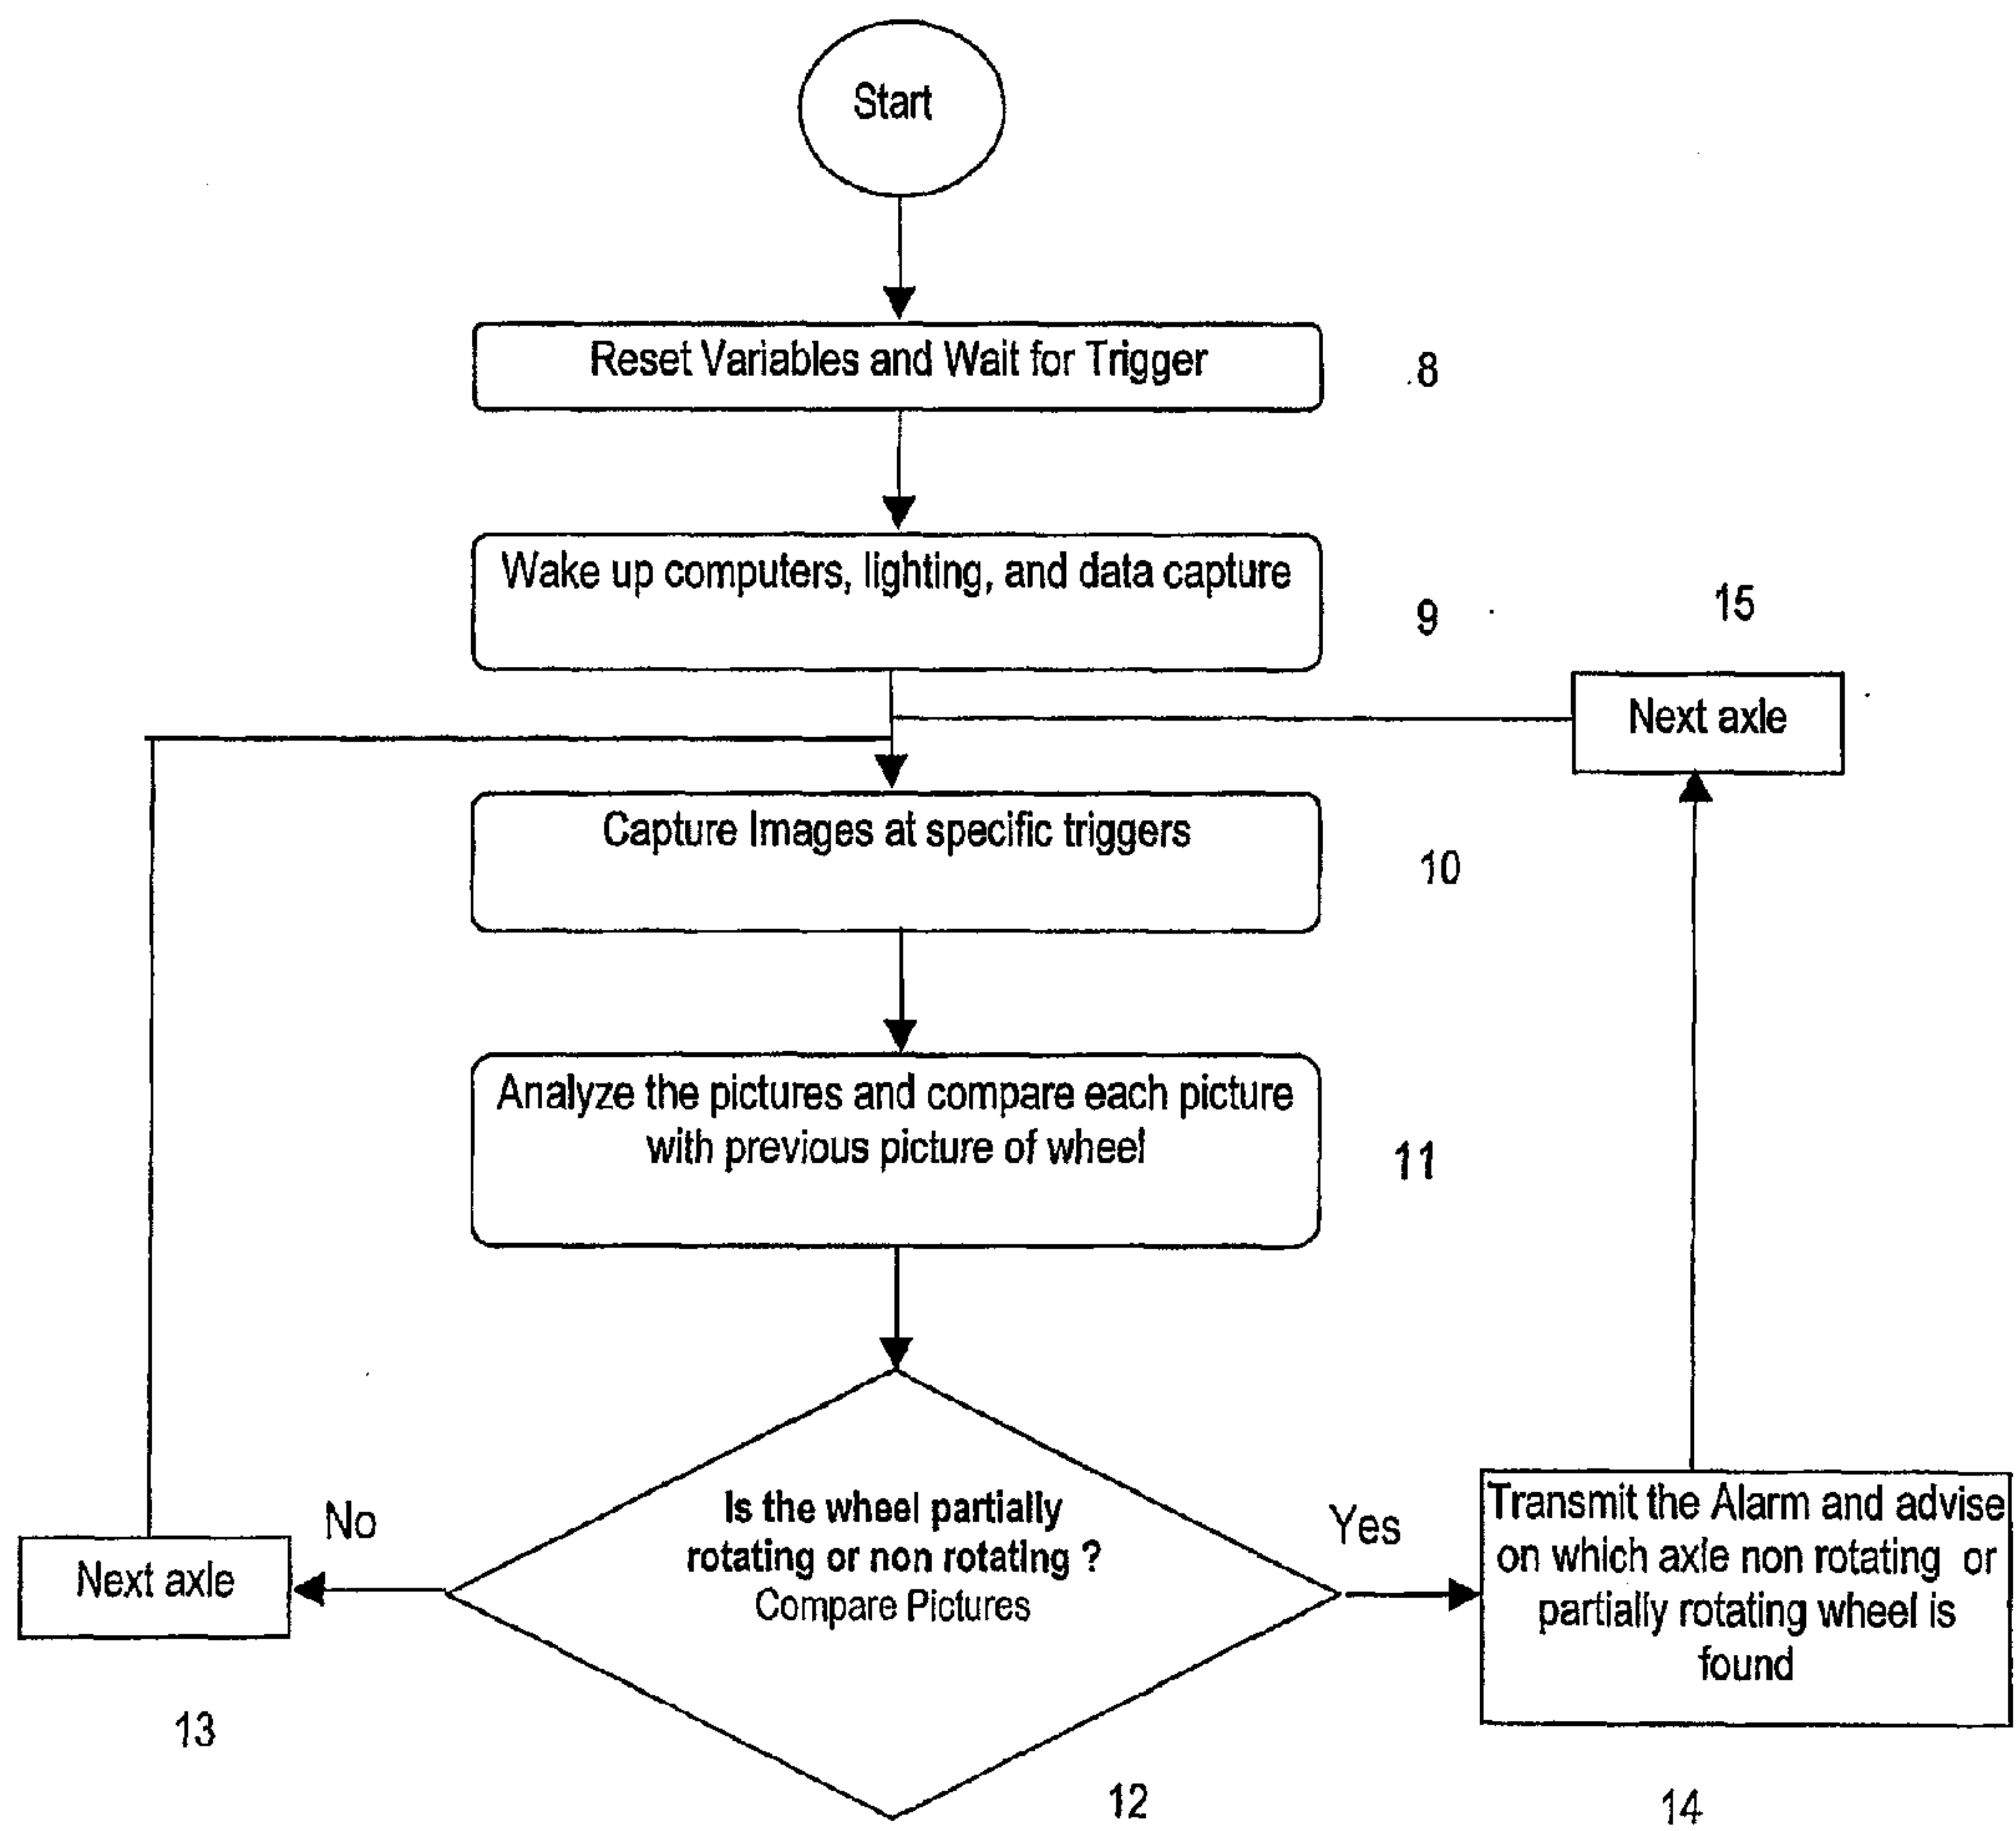 Start
Reset Variables and Wait for Trigger
8
Wake up computers, lighting, and data capture
9
15
Next axle
Capture Images at specific triggers
10
Analyze the pictures and compare each picture
with previous picture of wheel
11
Is the wheel partially
rotating or non rotating ?
Compare Pictures
12
No
Next axle
13
Yes
Transmit the Alarm and advise
on which axle non rotating or
partially rotating wheel is
found
14